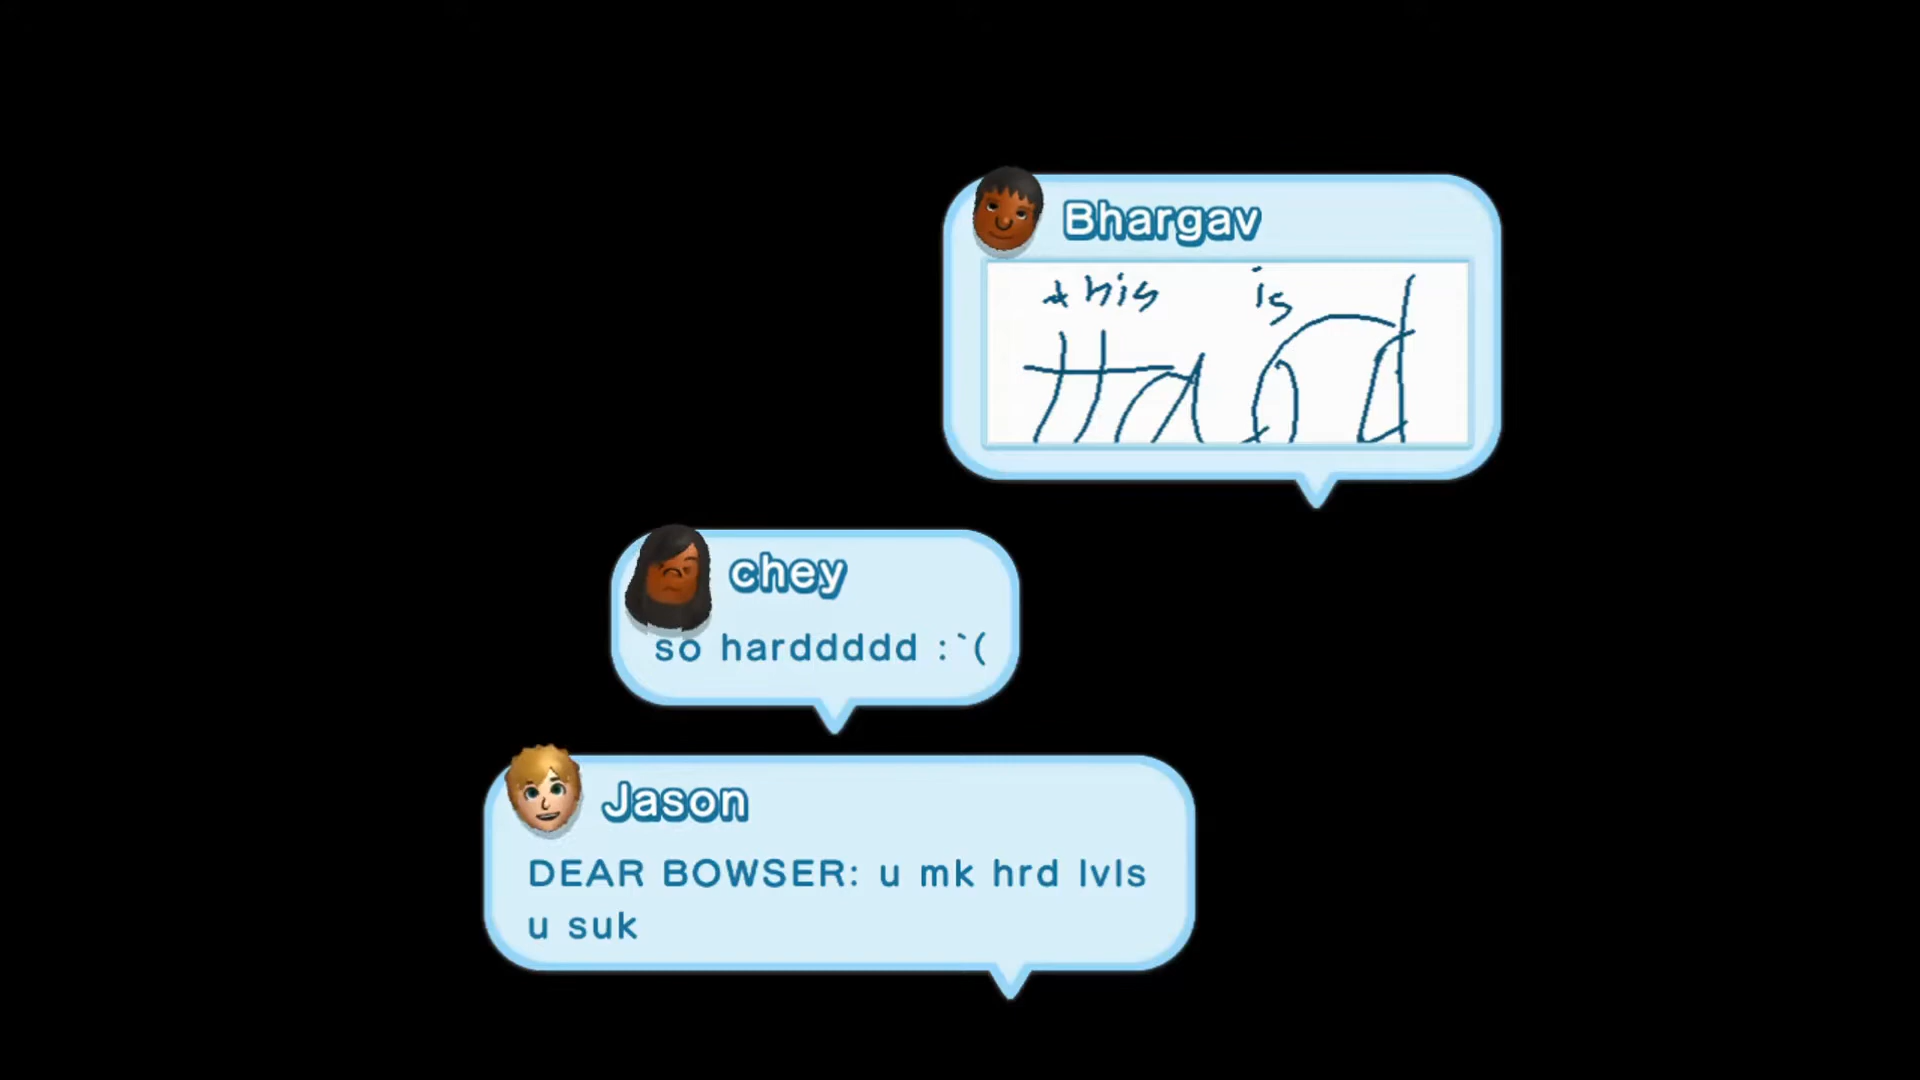 Bhargav
this is
Hard
chey
so harddddd :`(
Jason
DEAR BOWSER: u mk hrd lvls
u suk